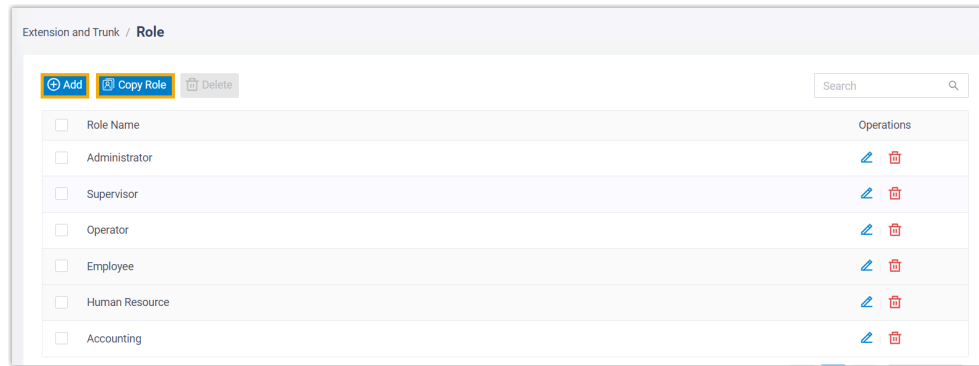 Extension and Trunk / Role
Add Copy Role Delete Search
Role Name Operations
Administrator
Supervisor
Operator
Employee
Human Resource
Accounting